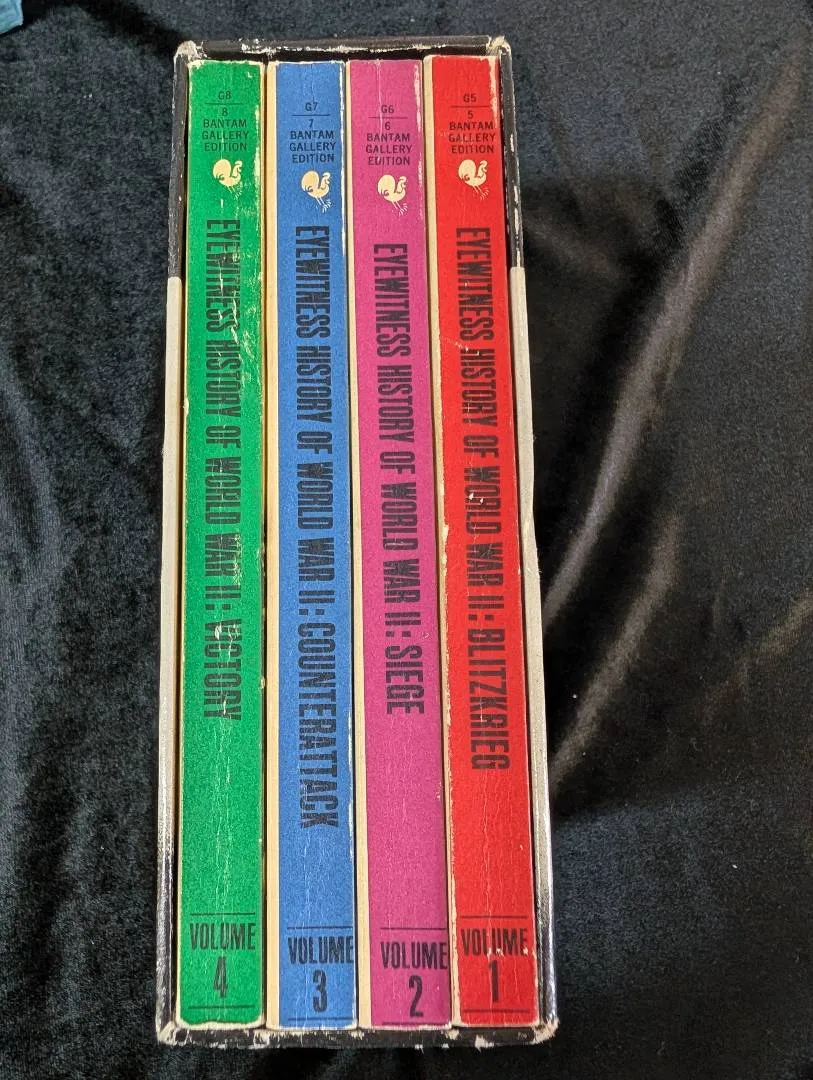 G8
8
BANTAM
GALLERY
EDITION
EYEWITNESS HISTORY OF WORLD WAR II: VICTORY
VOLUME
4
G7
7
BANTAM
GALLERY
EDITION
EYEWITNESS HISTORY OF WORLD WAR II: COUNTERATTACK
VOLUME
3
G6
6
BANTAM
GALLERY
EDITION
EYEWITNESS HISTORY OF WORLD WAR II: SIEGE
VOLUME
2
G5
5
BANTAM
GALLERY
EDITION
EYEWITNESS HISTORY OF WORLD WAR II: BLITZKRIEG
VOLUME
1